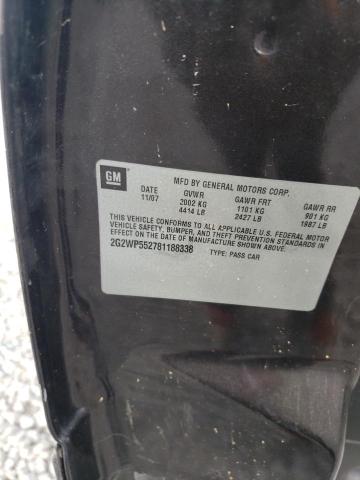 GM
MFD BY GENERAL MOTORS CORP.
DATE GVWR GAWR FRT GAWR RR
11/07 2002 KG 1101 KG 901 KG
4414 LB 2427 LB 1987 LB
THIS VEHICLE CONFORMS TO ALL APPLICABLE U.S. FEDERAL MOTOR
VEHICLE SAFETY, BUMPER, AND THEFT PREVENTION STANDARDS IN
EFFECT ON THE DATE OF MANUFACTURE SHOWN ABOVE.
2G2WP552781188338 TYPE: PASS CAR